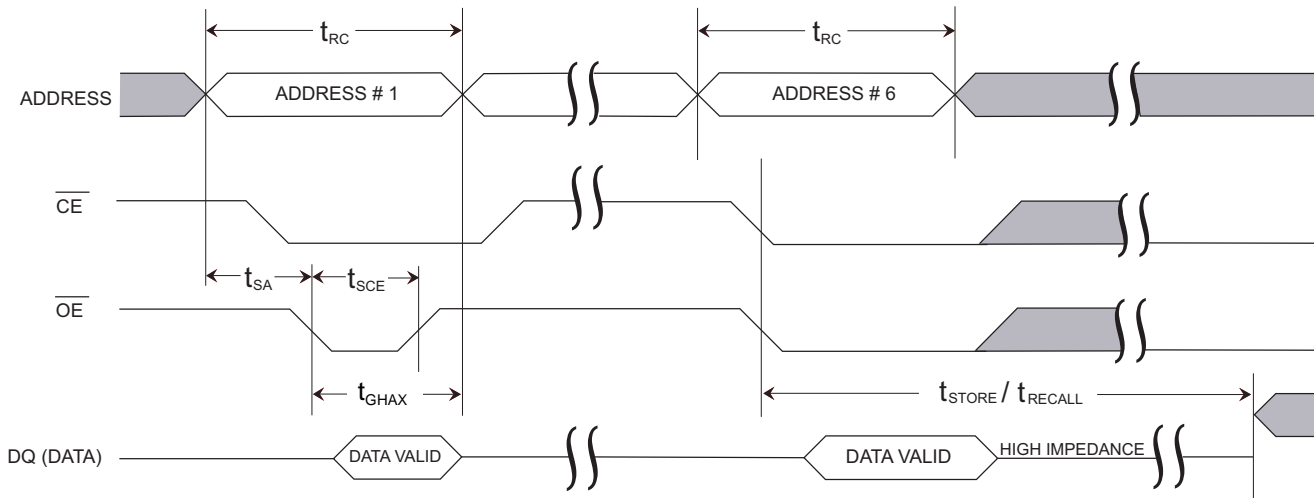 tRC
tRC
ADDRESS
ADDRESS # 1
ADDRESS # 6
CE
tSA
tSCE
OE
tGHAX
tSTORE / tRECALL
DQ (DATA)
DATA VALID
DATA VALID
HIGH IMPEDANCE